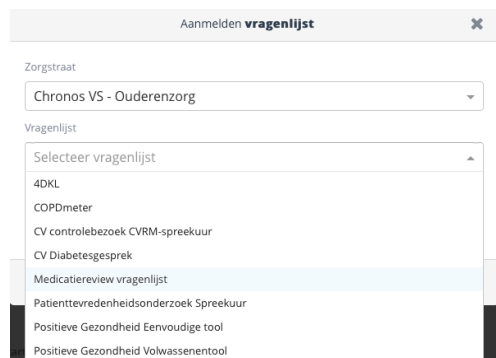 Aanmelden vragenlijst
Zorgstraat
Chronos VS - Ouderenzorg
Vragenlijst
Selecteer vragenlijst
4DKL
COPDmeter
CV controlebezoek CVRM-spreekuur
CV Diabetesgesprek
Medicatiereview vragenlijst
Patienttevredenheidsonderzoek Spreekuur
Positieve Gezondheid Eenvoudige tool
Positieve Gezondheid Volwassenentool